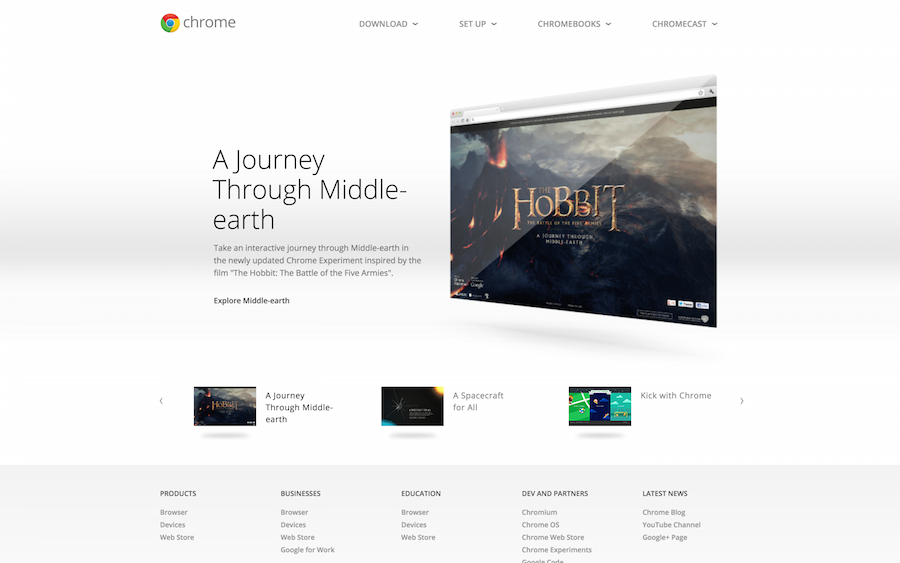 chrome
DOWNLOAD
SET UP
CHROMEBOOKS
CHROMECAST
A Journey
Through Middle-
earth
Take an interactive journey through Middle-earth in
the newly updated Chrome Experiment inspired by the
film "The Hobbit: The Battle of the Five Armies".
Explore Middle-earth
THE
HOBBIT
THE BATTLE OF THE FIVE ARMIES
A JOURNEY THROUGH
MIDDLE-EARTH
Google
HOBBIT
A Journey
Through Middle-
earth
A Spacecraft
for All
Kick with Chrome
PRODUCTS
Browser
Devices
Web Store
BUSINESSES
Browser
Devices
Web Store
Google for Work
EDUCATION
Browser
Devices
Web Store
DEV AND PARTNERS
Chromium
Chrome OS
Chrome Web Store
Chrome Experiments
Google Code
LATEST NEWS
Chrome Blog
YouTube Channel
Google+ Page